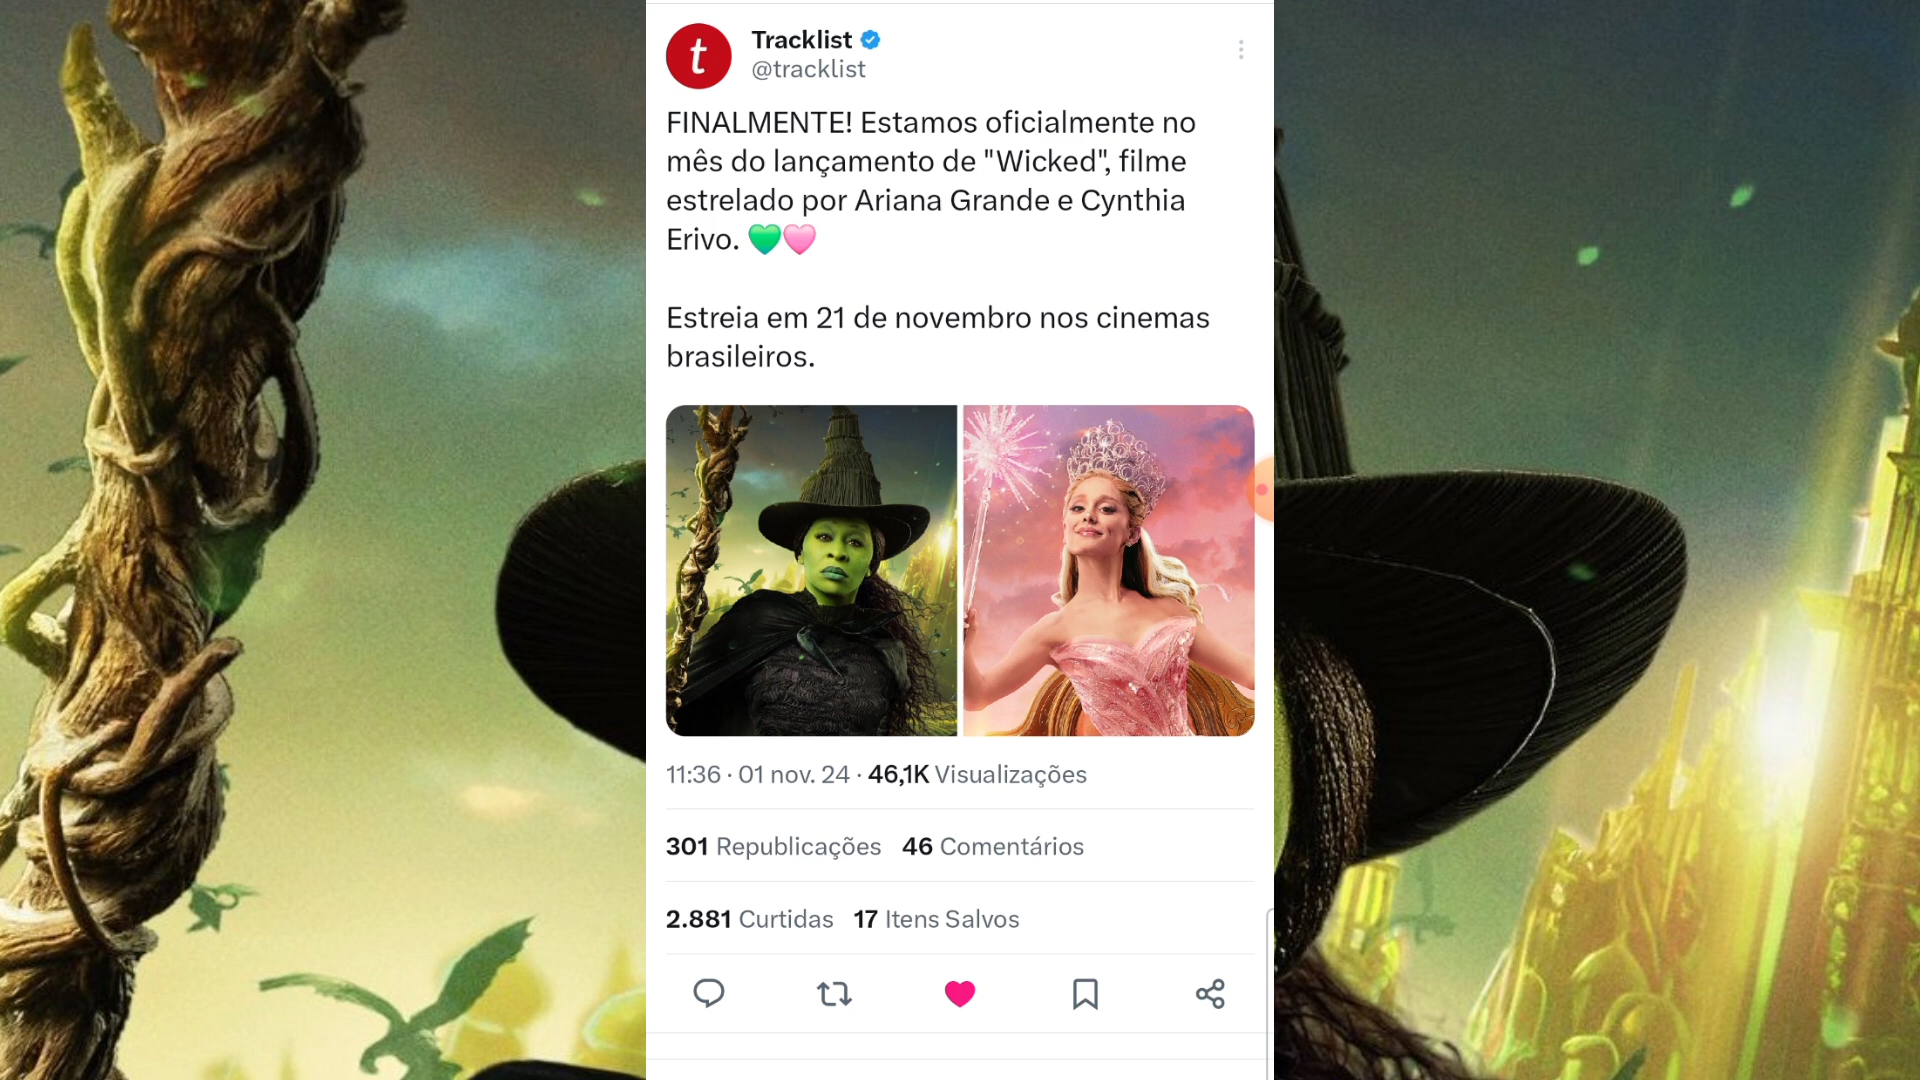 t
Tracklist
@tracklist
FINALMENTE! Estamos oficialmente no
mês do lançamento de "Wicked", filme
estrelado por Ariana Grande e Cynthia
Erivo. 💚🩷
Estreia em 21 de novembro nos cinemas
brasileiros.
11:36 · 01 nov. 24 · 46,1K Visualizações
301 Republicações 46 Comentários
2.881 Curtidas 17 Itens Salvos